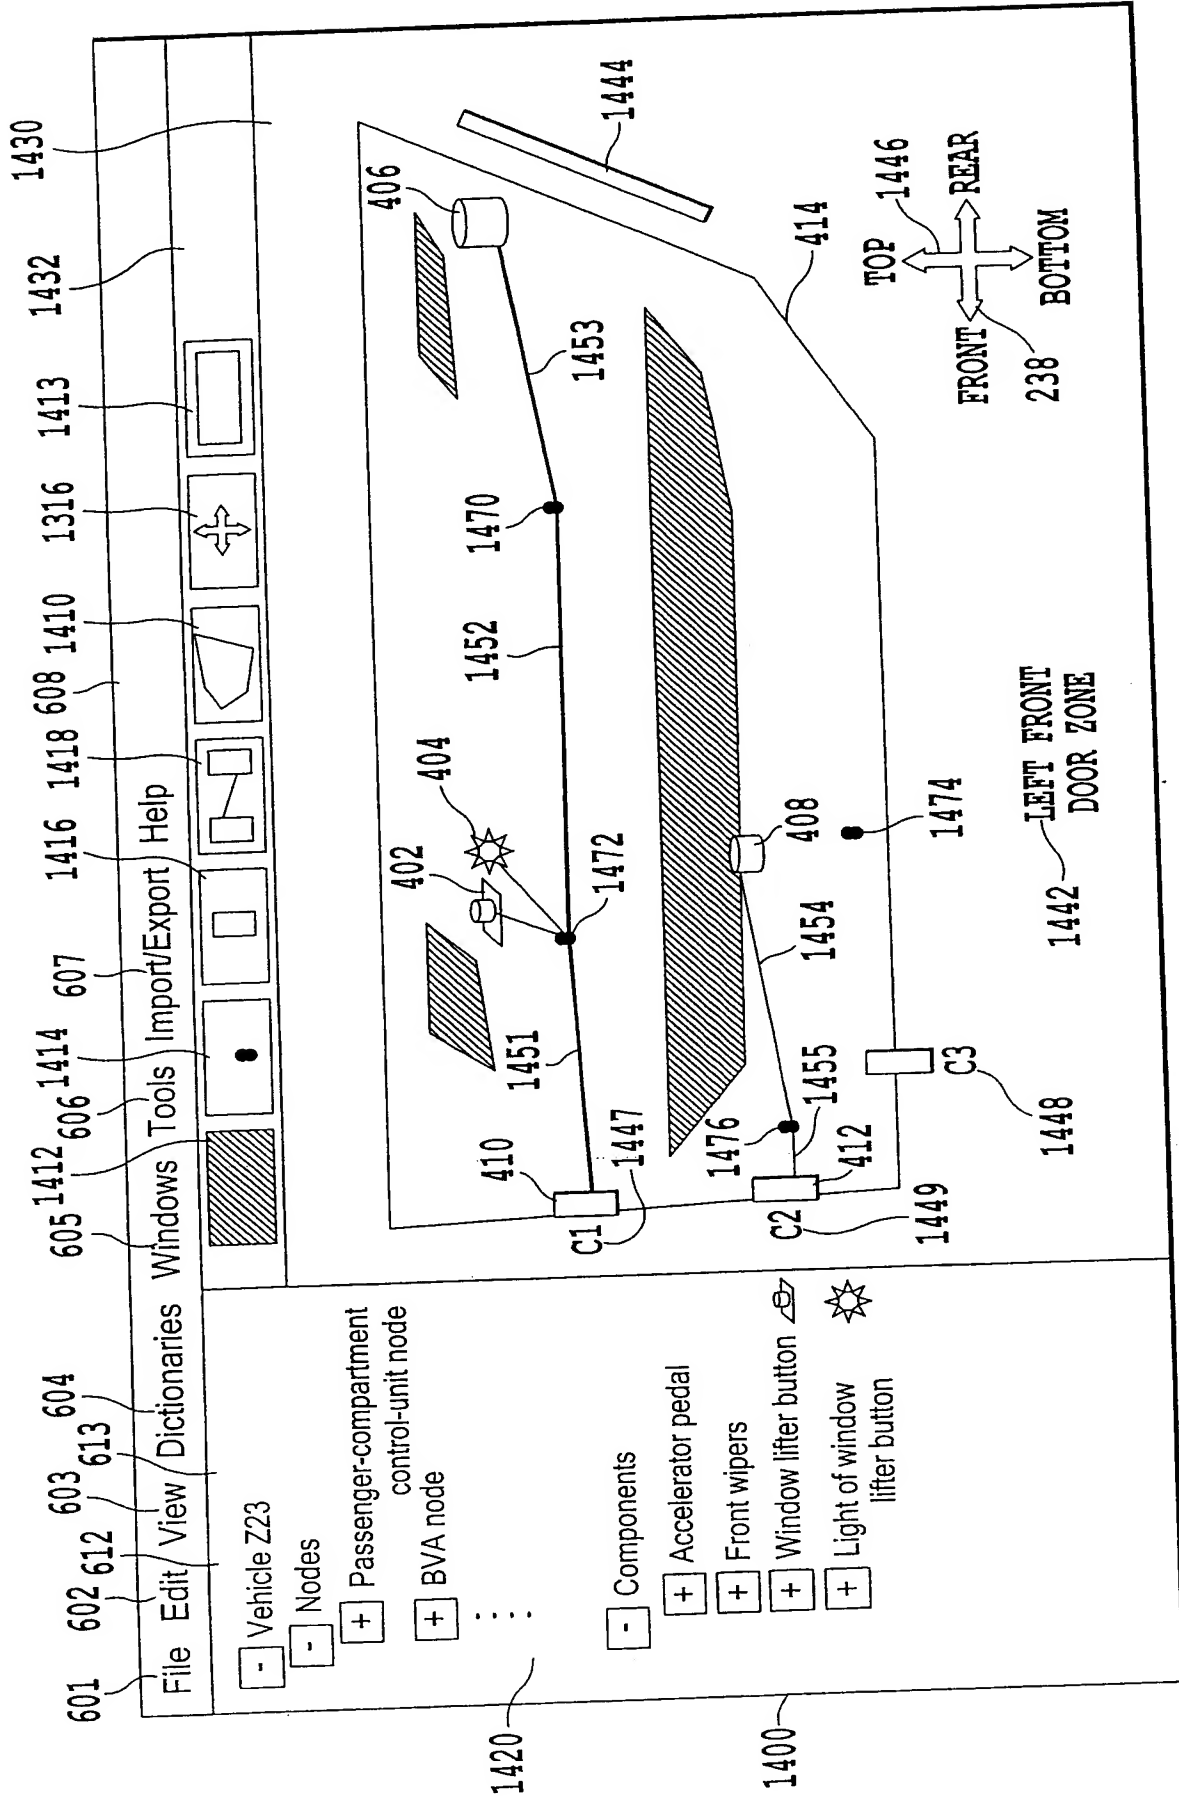 1430
1432
1413
1316
1410
608
1418
1416
607
1414
606
1412
605
604
613
603
612
602
601
File Edit View Dictionaries Windows Tools Import/Export Help
- Vehicle Z23
- Nodes
+ Passenger-compartment
control-unit node
+ BVA node
- Components
+ Accelerator pedal
+ Front wipers
+ Window lifter button
+ Light of window
lifter button
1420
1400
406
1444
404
402
1470
1453
1452
1472
1451
410
1447
C1
414
408
1474
1454
1455
1476
412
C2
1449
C3
1448
TOP
1446
FRONT
REAR
238
BOTTOM
1442
LEFT FRONT
DOOR ZONE